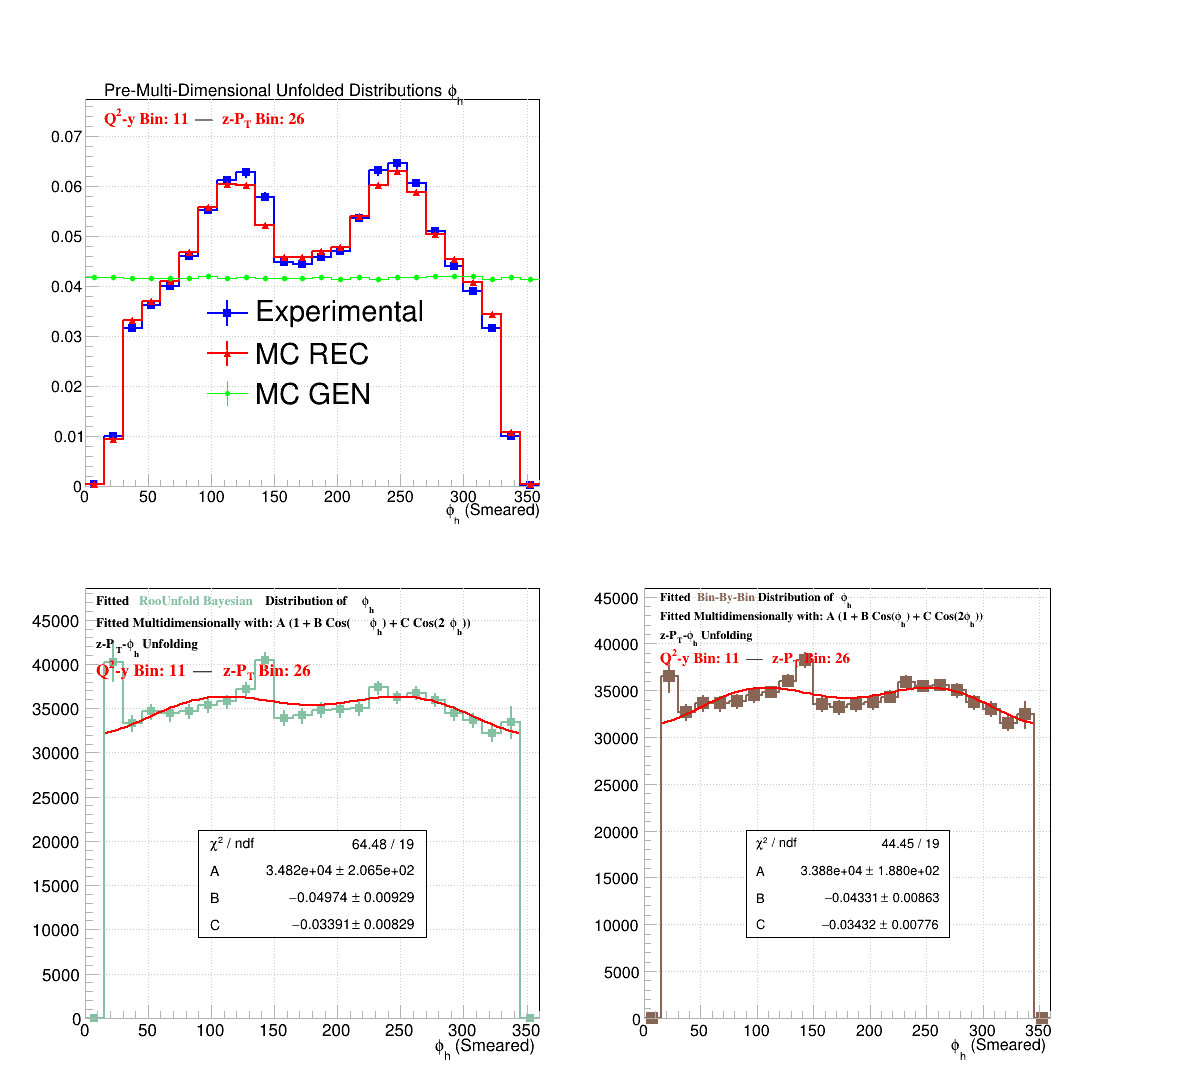 Pre-Multi-Dimensional Unfolded Distributions ϕh
Q2-y Bin: 11 — z-PT Bin: 26
0.07
0.06
0.05
0.04
0.03
0.02
0.01
0
Experimental
MC REC
MC GEN
0 50 100 150 200 250 300 350
ϕh (Smeared)
Fitted RooUnfold Bayesian Distribution of ϕh
Fitted Multidimensionally with: A (1 + B Cos( ϕh) + C Cos(2 ϕh))
z-PT-ϕh Unfolding
Q2-y Bin: 11 — z-PT Bin: 26
45000
40000
35000
30000
25000
20000
15000
10000
5000
0
χ2 / ndf 64.48 / 19
A 3.482e+04 ± 2.065e+02
B −0.04974 ± 0.00929
C −0.03391 ± 0.00829
0 50 100 150 200 250 300 350
ϕh (Smeared)
Fitted Bin-By-Bin Distribution of ϕh
Fitted Multidimensionally with: A (1 + B Cos(ϕh) + C Cos(2ϕh))
z-PT-ϕh Unfolding
Q2-y Bin: 11 — z-PT Bin: 26
45000
40000
35000
30000
25000
20000
15000
10000
5000
0
χ2 / ndf 44.45 / 19
A 3.388e+04 ± 1.880e+02
B −0.04331 ± 0.00863
C −0.03432 ± 0.00776
0 50 100 150 200 250 300 350
ϕh (Smeared)